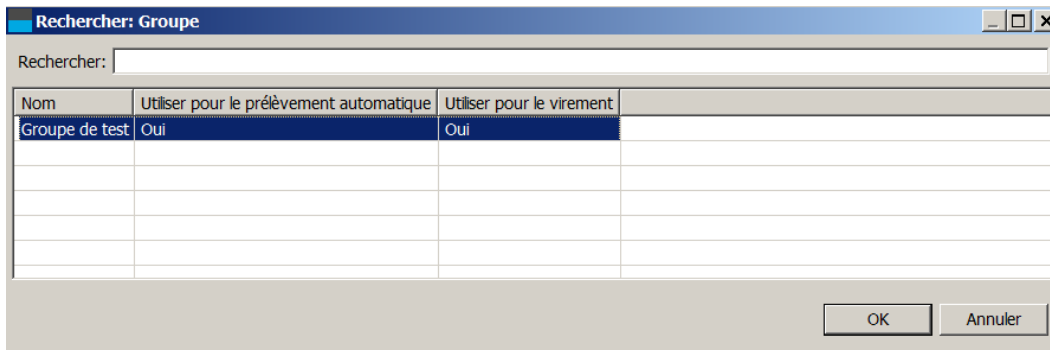 Rechercher: Groupe
Rechercher:
Nom Utiliser pour le prélèvement automatique Utiliser pour le virement
Groupe de test Oui Oui
OK Annuler